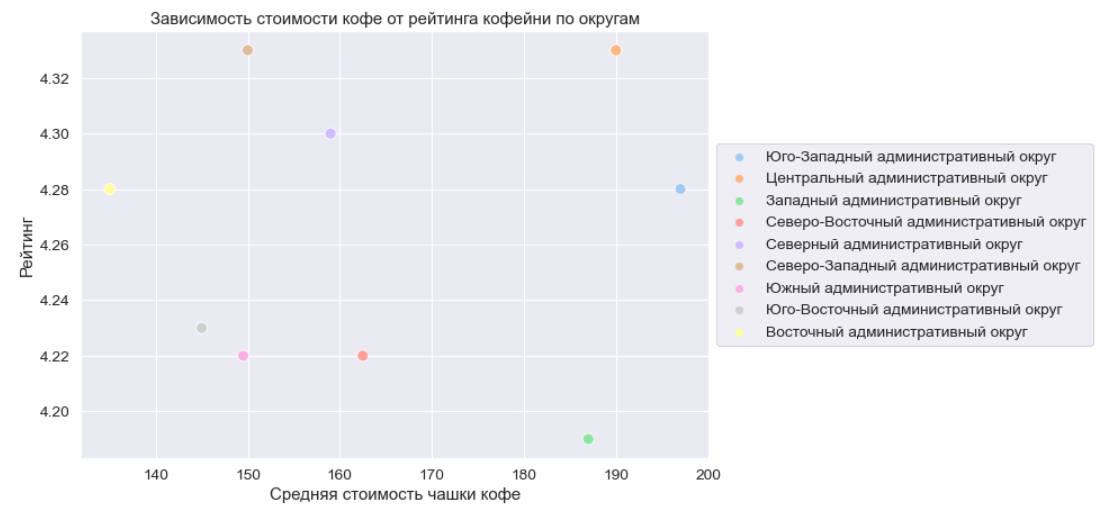 Зависимость стоимости кофе от рейтинга кофейни по округам
Рейтинг
4.32
4.30
4.28
4.26
4.24
4.22
4.20
140 150 160 170 180 190 200
Средняя стоимость чашки кофе
Юго-Западный административный округ
Центральный административный округ
Западный административный округ
Северо-Восточный административный округ
Северный административный округ
Северо-Западный административный округ
Южный административный округ
Юго-Восточный административный округ
Восточный административный округ